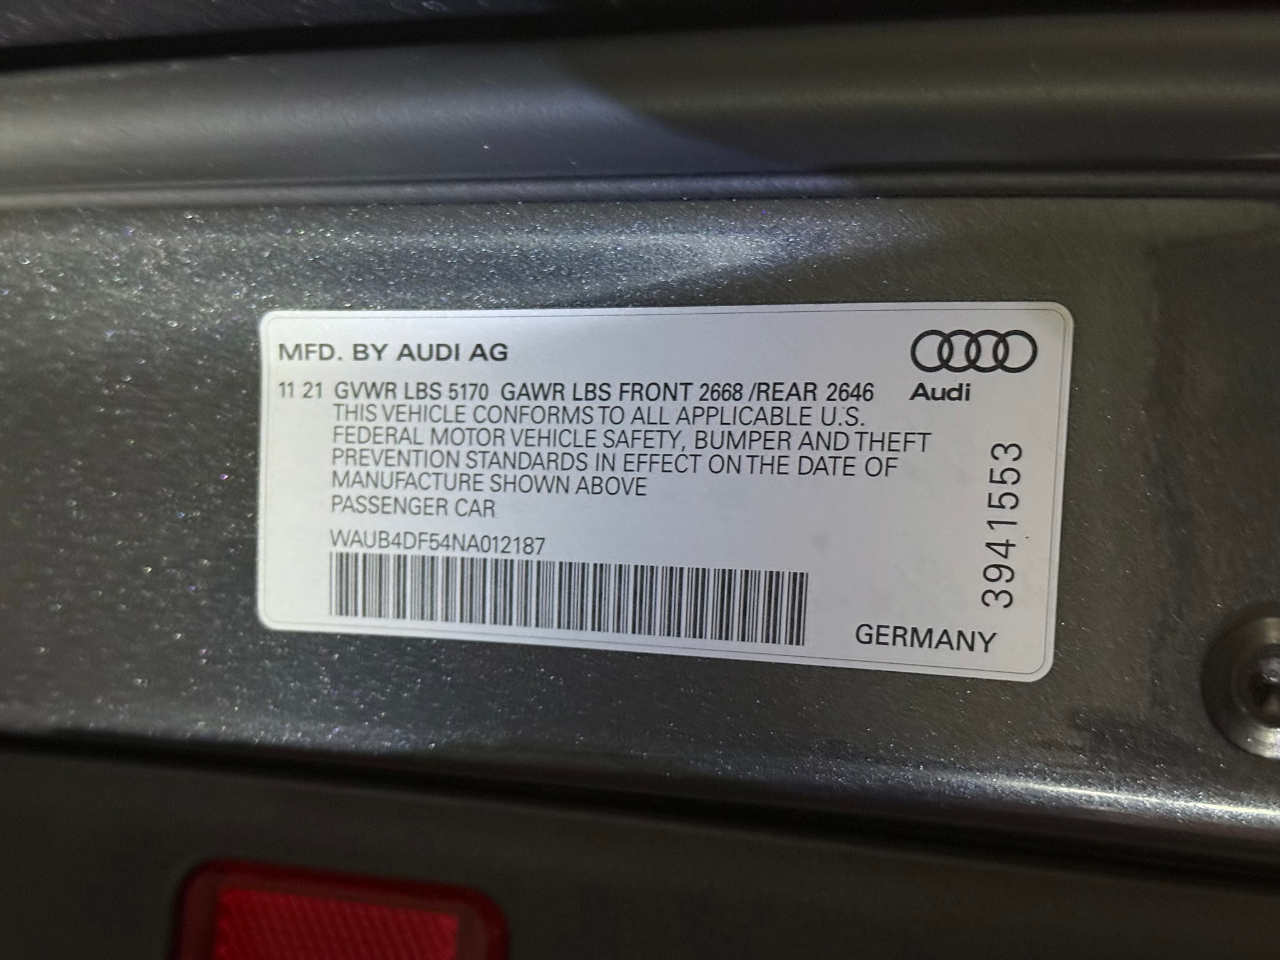 MFD. BY AUDI AG
Audi
11 21 GVWR LBS 5170 GAWR LBS FRONT 2668 /REAR 2646
THIS VEHICLE CONFORMS TO ALL APPLICABLE U.S.
FEDERAL MOTOR VEHICLE SAFETY, BUMPER AND THEFT
PREVENTION STANDARDS IN EFFECT ON THE DATE OF
MANUFACTURE SHOWN ABOVE
PASSENGER CAR
WAUB4DF54NA012187
3941553
GERMANY